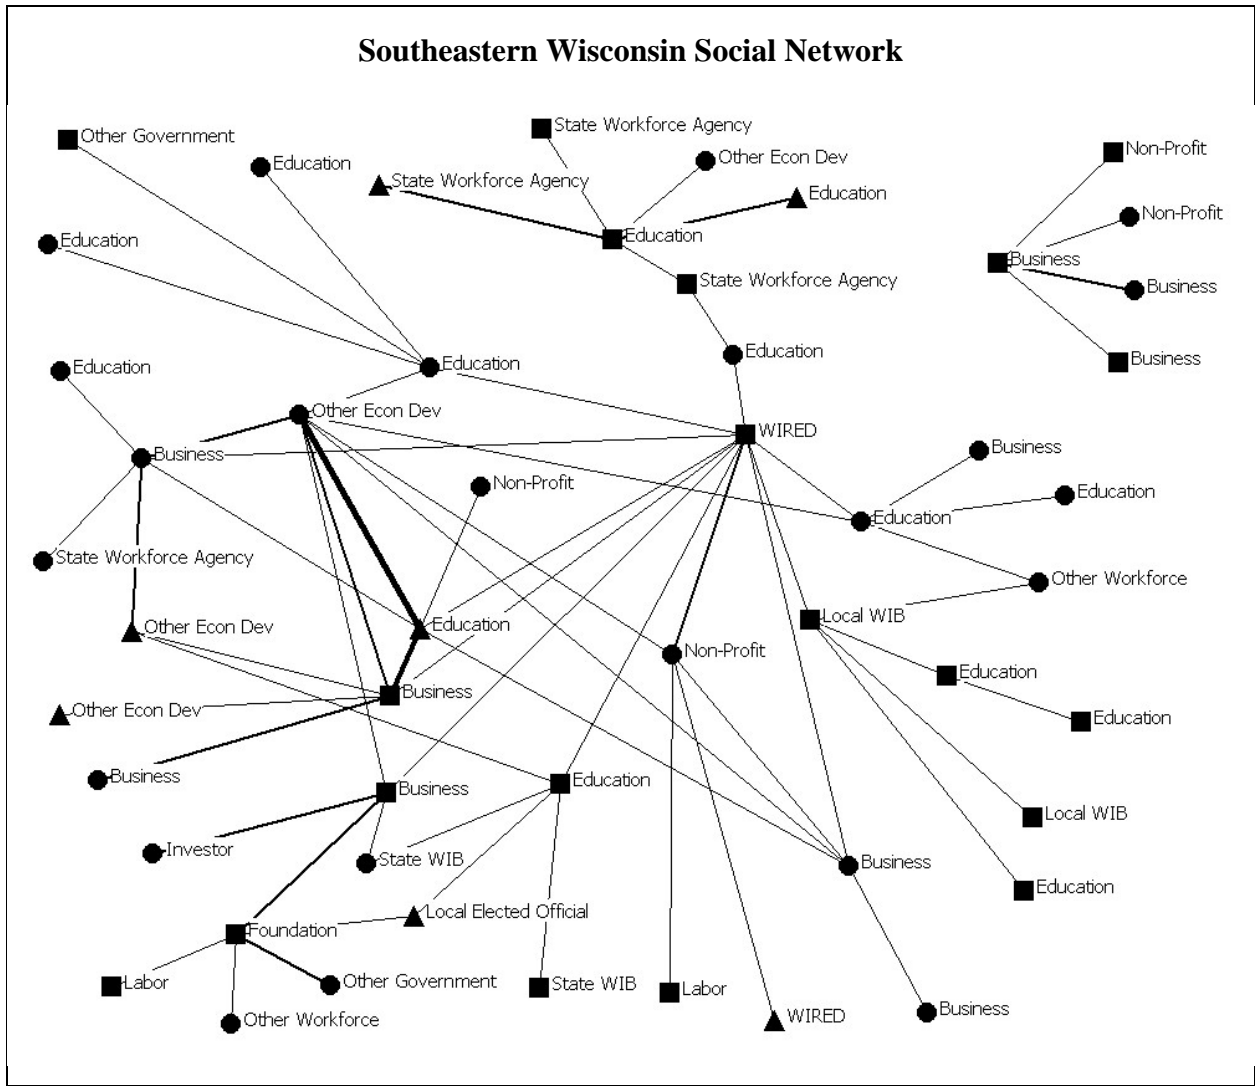 Southeastern Wisconsin Social Network
State Workforce Agency
Other Government
Non-Profit
Other Econ Dev
Education
State Workforce Agency
Education
Non-Profit
Education
Education
Business
State Workforce Agency
Business
Education
Business
Education
Education
Other Econ Dev
WIRED
Business
Business
Non-Profit
Education
Education
State Workforce Agency
Other Workforce
Local WIB
Education
Other Econ Dev
Non-Profit
Education
Business
Other Econ Dev
Education
Business
Education
Business
Local WIB
Investor
State WIB
Business
Education
Local Elected Official
Foundation
Labor
Other Government
State WIB
Labor
Business
WIRED
Other Workforce